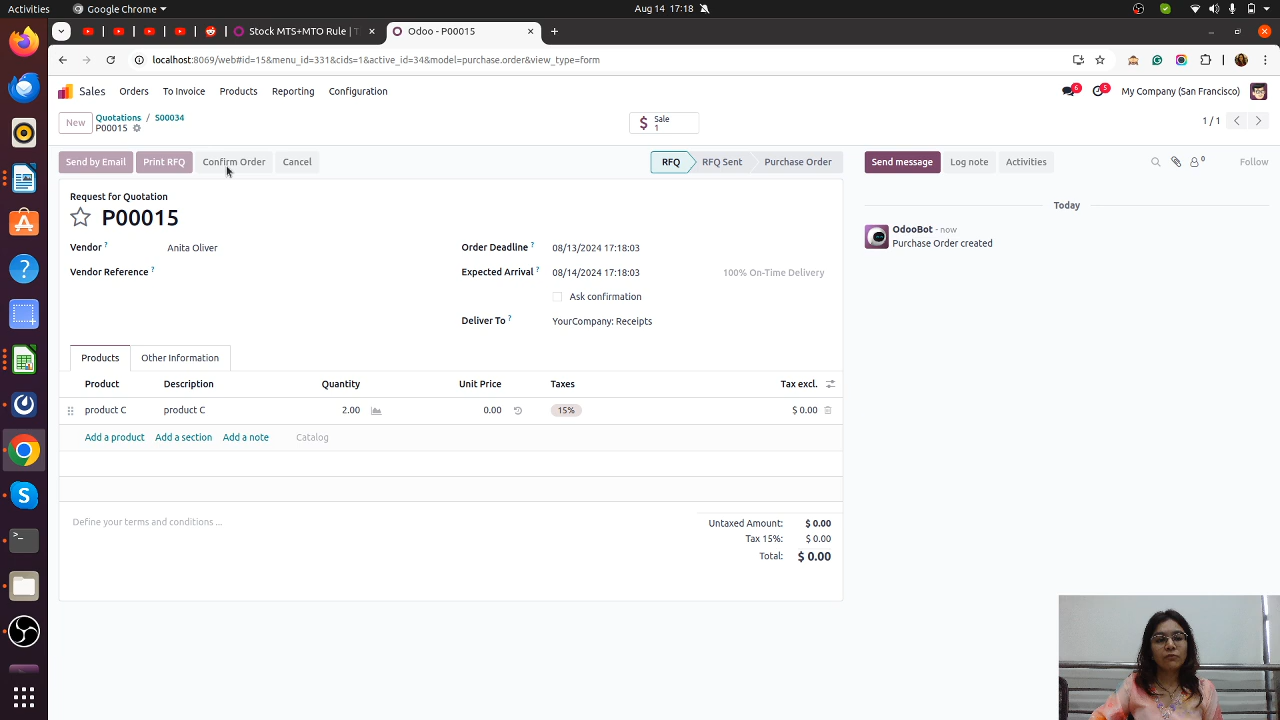 Activities
Google Chrome
Aug 14 17:18
Stock MTS+MTO Rule | T
Odoo - P00015
localhost:8069/web#id=15&menu_id=331&cids=1&active_id=34&model=purchase.order&view_type=form
Sales
Orders
To Invoice
Products
Reporting
Configuration
6
5
My Company (San Francisco)
New
Quotations / S00034
P00015
$ Sale
1
1 / 1
Send by Email
Print RFQ
Confirm Order
Cancel
RFQ
RFQ Sent
Purchase Order
Send message
Log note
Activities
0
Follow
Request for Quotation
P00015
Today
Vendor ?
Anita Oliver
Order Deadline ?
08/13/2024 17:18:03
OdooBot - now
Purchase Order created
Vendor Reference ?
Expected Arrival ?
08/14/2024 17:18:03
100% On-Time Delivery
Ask confirmation
Deliver To ?
YourCompany: Receipts
Products
Other Information
Product
Description
Quantity
Unit Price
Taxes
Tax excl.
product C
product C
2.00
0.00
15%
$ 0.00
Add a product
Add a section
Add a note
Catalog
Define your terms and conditions ...
Untaxed Amount: $ 0.00
Tax 15%: $ 0.00
Total: $ 0.00